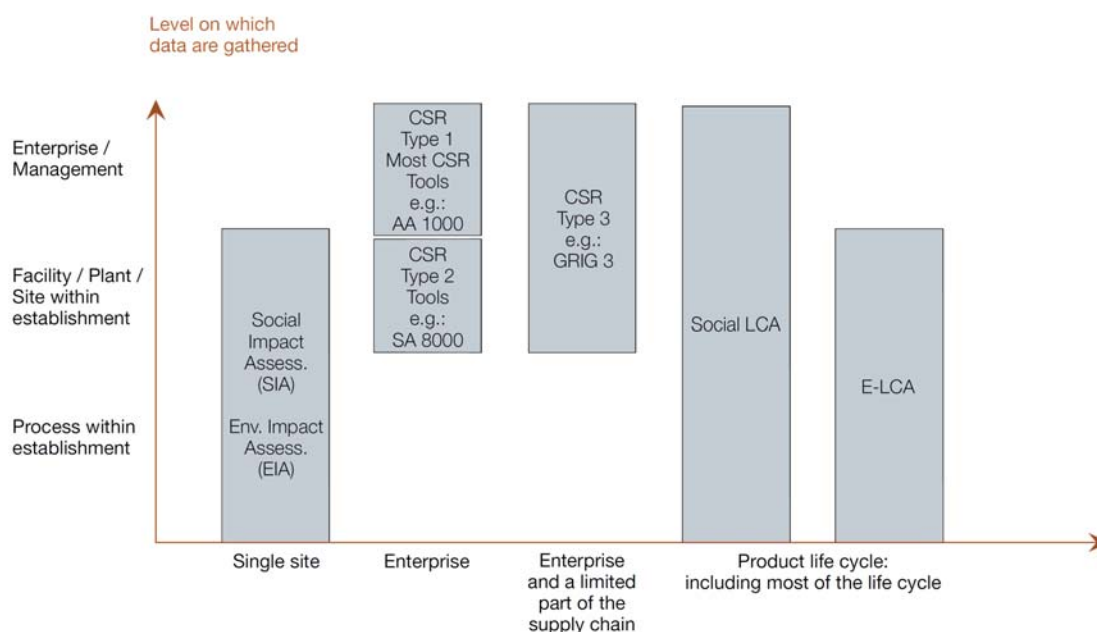 Level on which
data are gathered
Enterprise /
Management
Facility / Plant /
Site within
establishment
Process within
establishment
Social
Impact
Assess.
(SIA)
Env. Impact
Assess.
(EIA)
CSR
Type 1
Most CSR
Tools
e.g.:
AA 1000
CSR
Type 2
Tools
e.g.:
SA 8000
CSR
Type 3
e.g.:
GRIG 3
Social LCA
E-LCA
Single site
Enterprise
Enterprise
and a limited
part of the
supply chain
Product life cycle:
including most of the life cycle